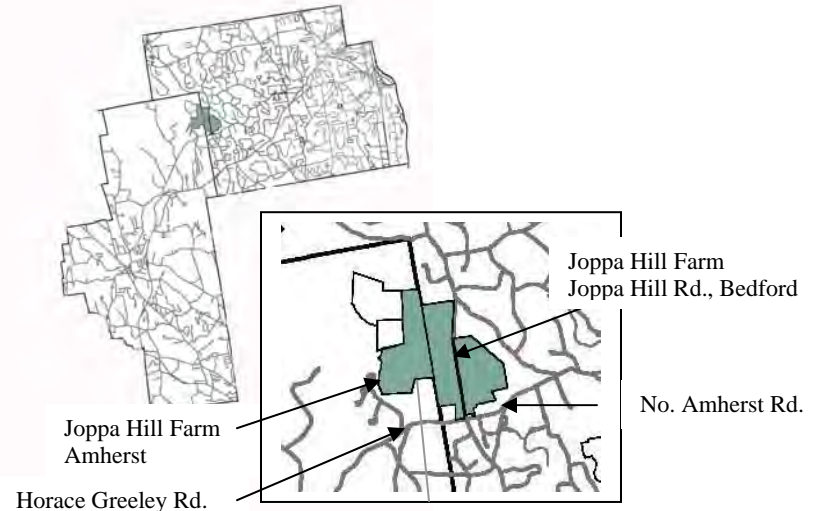 Joppa Hill Farm
Joppa Hill Rd., Bedford
No. Amherst Rd.
Joppa Hill Farm
Amherst
Horace Greeley Rd.